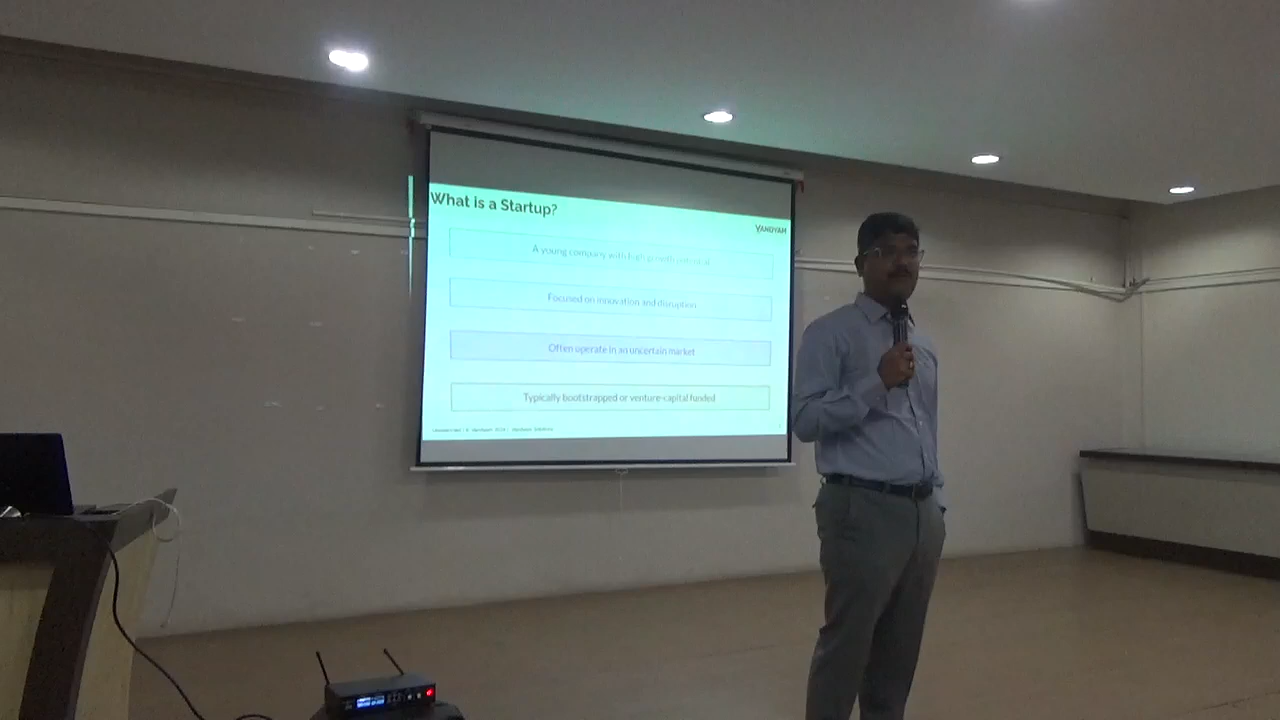 What is a Startup?
VANDYAM
A young company with high growth potential
Focused on innovation and disruption
Often operate in an uncertain market
Typically bootstrapped or venture-capital funded